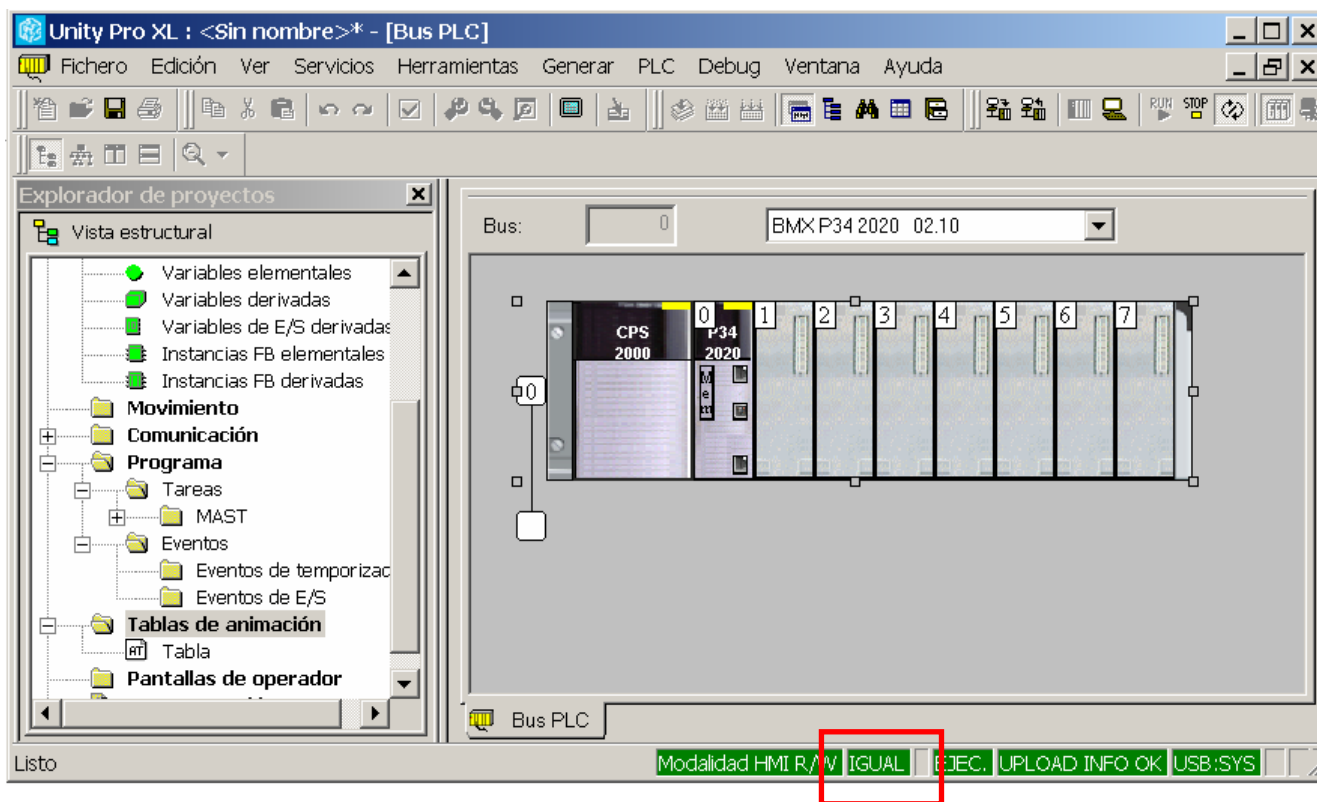 Unity Pro XL : <Sin nombre>* - [Bus PLC]
Fichero Edición Ver Servicios Herramientas Generar PLC Debug Ventana Ayuda
RUN STOP
Explorador de proyectos
Vista estructural
Variables elementales
Variables derivadas
Variables de E/S derivadas
Instancias FB elementales
Instancias FB derivadas
Movimiento
Comunicación
Programa
Tareas
MAST
Eventos
Eventos de temporizac
Eventos de E/S
Tablas de animación
Tabla
Pantallas de operador
Bus: 0 BMX P34 2020 02.10
0 1 2 3 4 5 6 7
CPS
2000
P34
2020
Mem
0
Bus PLC
Listo Modalidad HMI R/W IGUAL EJEC. UPLOAD INFO OK USB:SYS